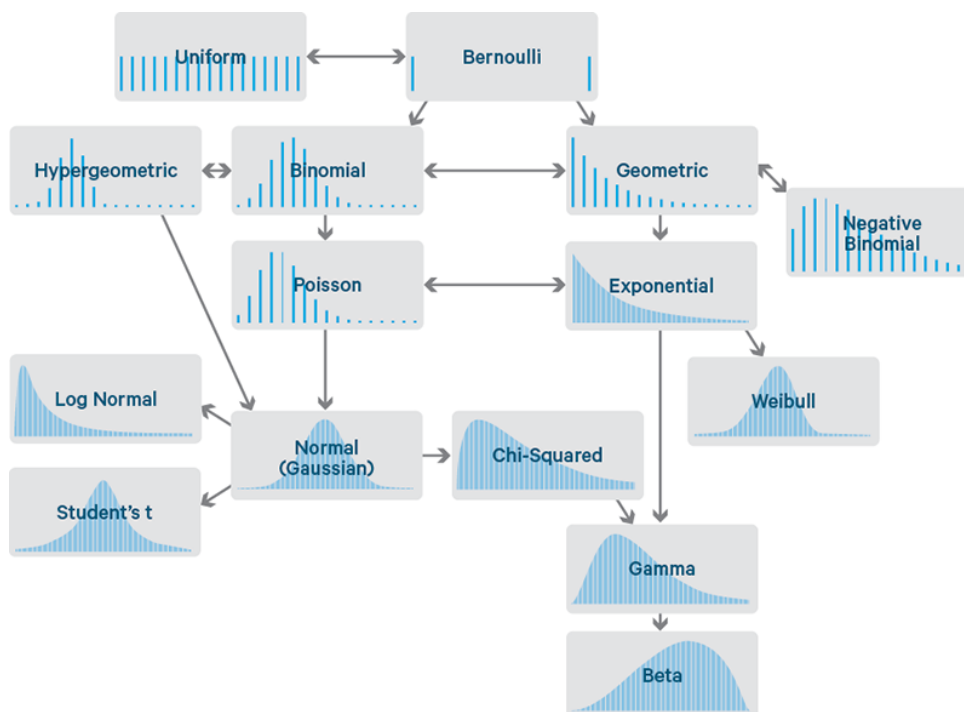 Uniform
Bernoulli
Hypergeometric
Binomial
Geometric
Negative
Binomial
Poisson
Exponential
Log Normal
Normal
(Gaussian)
Chi-Squared
Weibull
Student's t
Gamma
Beta